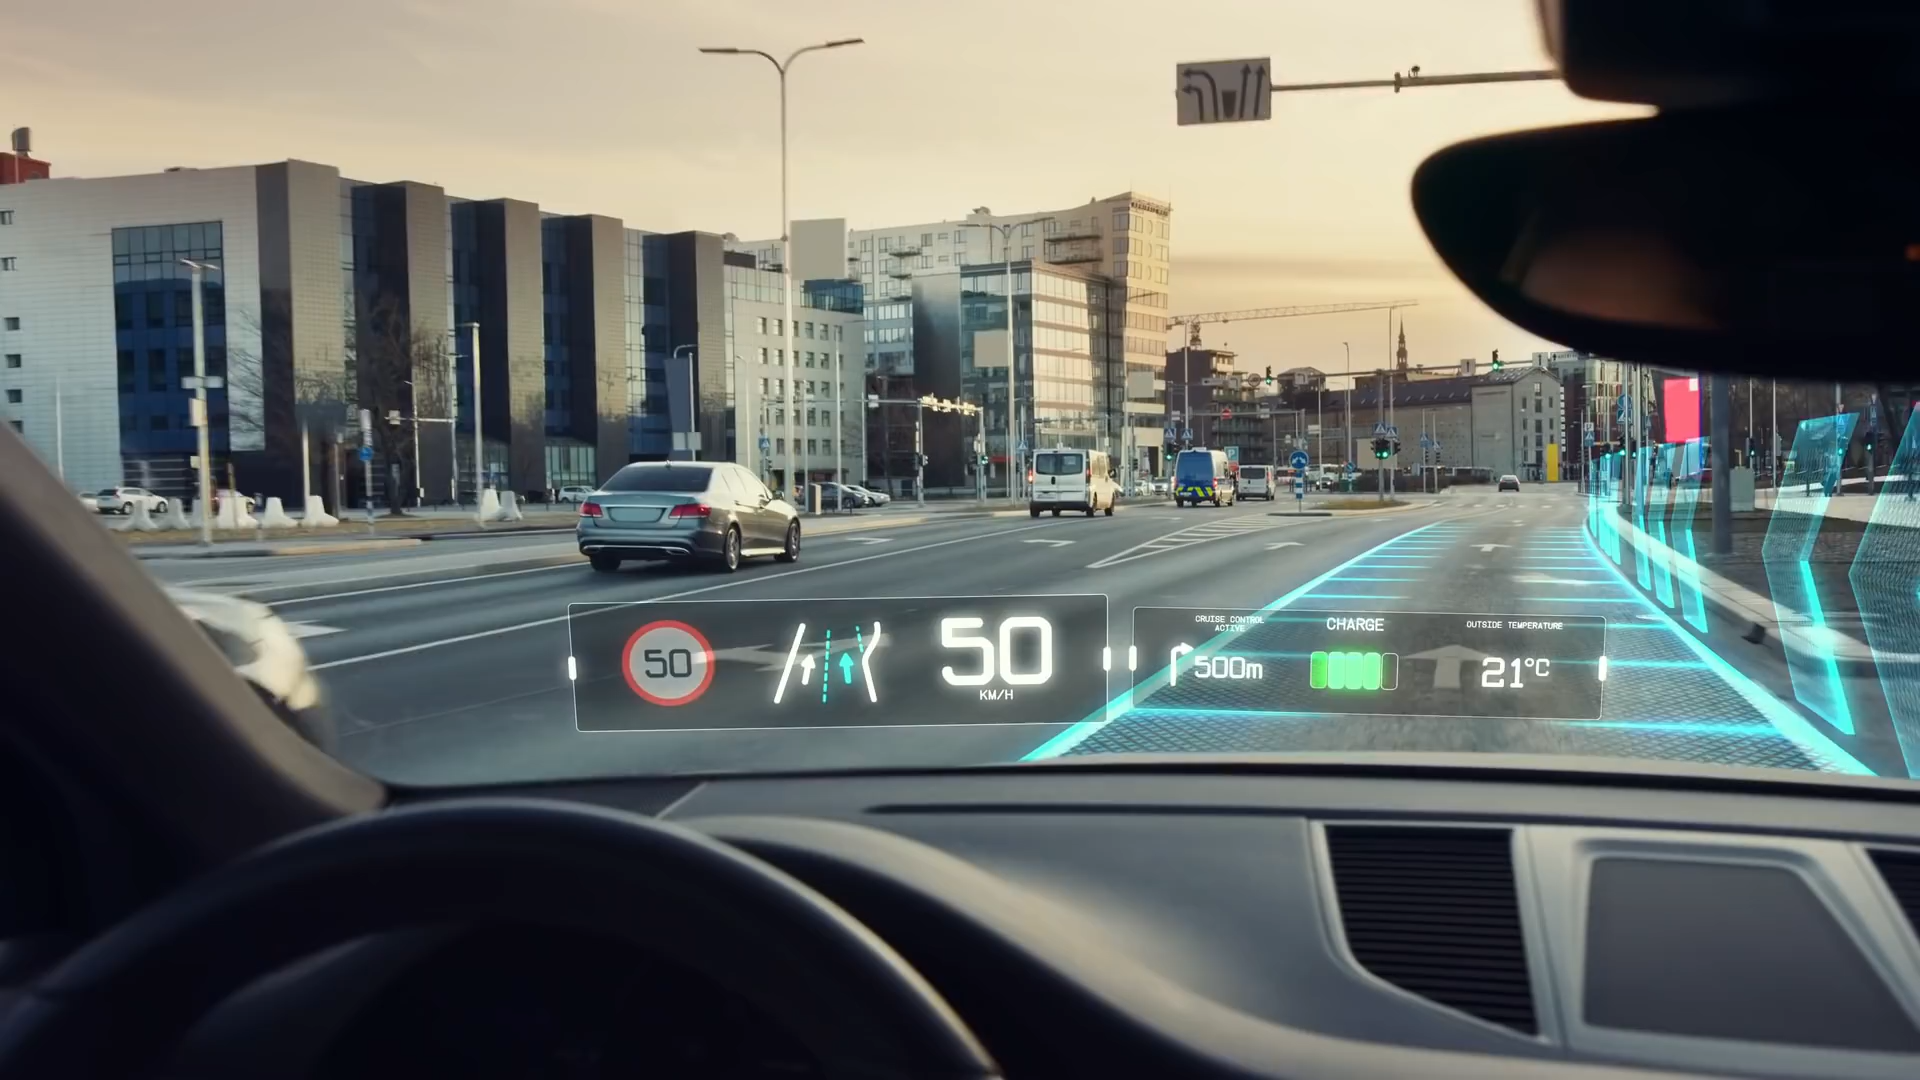 50
50
KM/H
CRUISE CONTROL
ACTIVE
500m
CHARGE
OUTSIDE TEMPERATURE
21°C